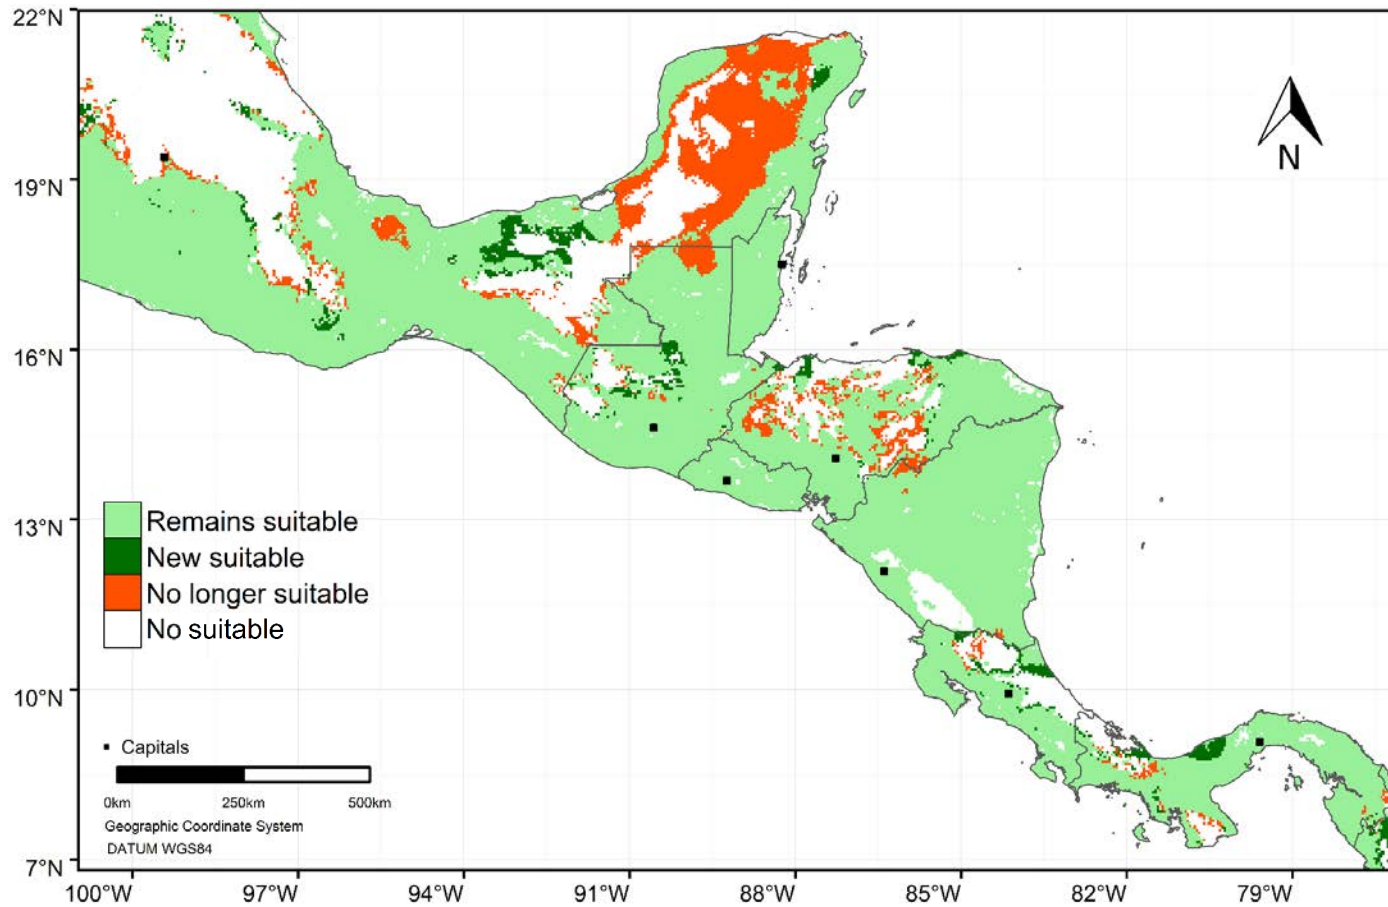 22°N
19°N
16°N
13°N
10°N
7°N
N
Remains suitable
New suitable
No longer suitable
No suitable
Capitals
0km 250km 500km
Geographic Coordinate System
DATUM WGS84
100°W 97°W 94°W 91°W 88°W 85°W 82°W 79°W